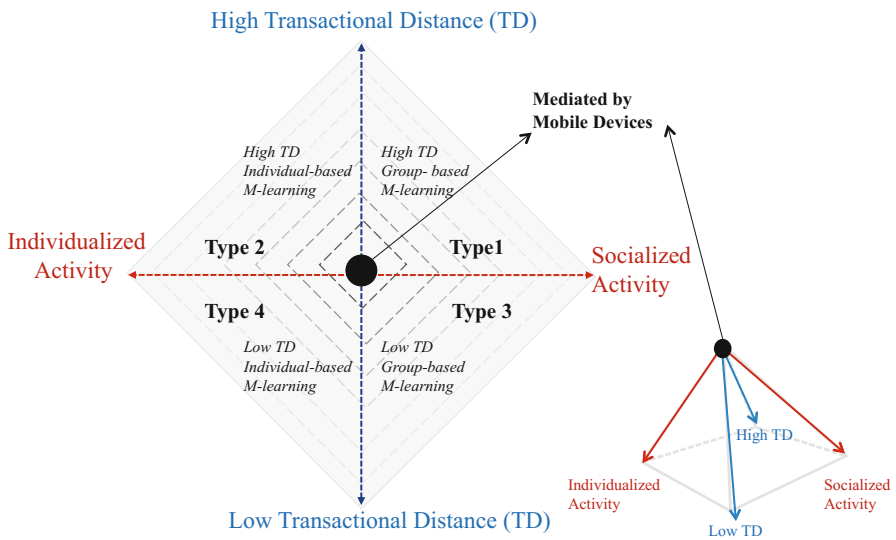 High Transactional Distance (TD)
Mediated by
Mobile Devices
High TD
Individual-based
M-learning
High TD
Group- based
M-learning
Individualized
Activity
Type 2
Type1
Socialized
Activity
Type 4
Type 3
Low TD
Individual-based
M-learning
Low TD
Group-based
M-learning
High TD
Individualized
Activity
Socialized
Activity
Low TD
Low Transactional Distance (TD)